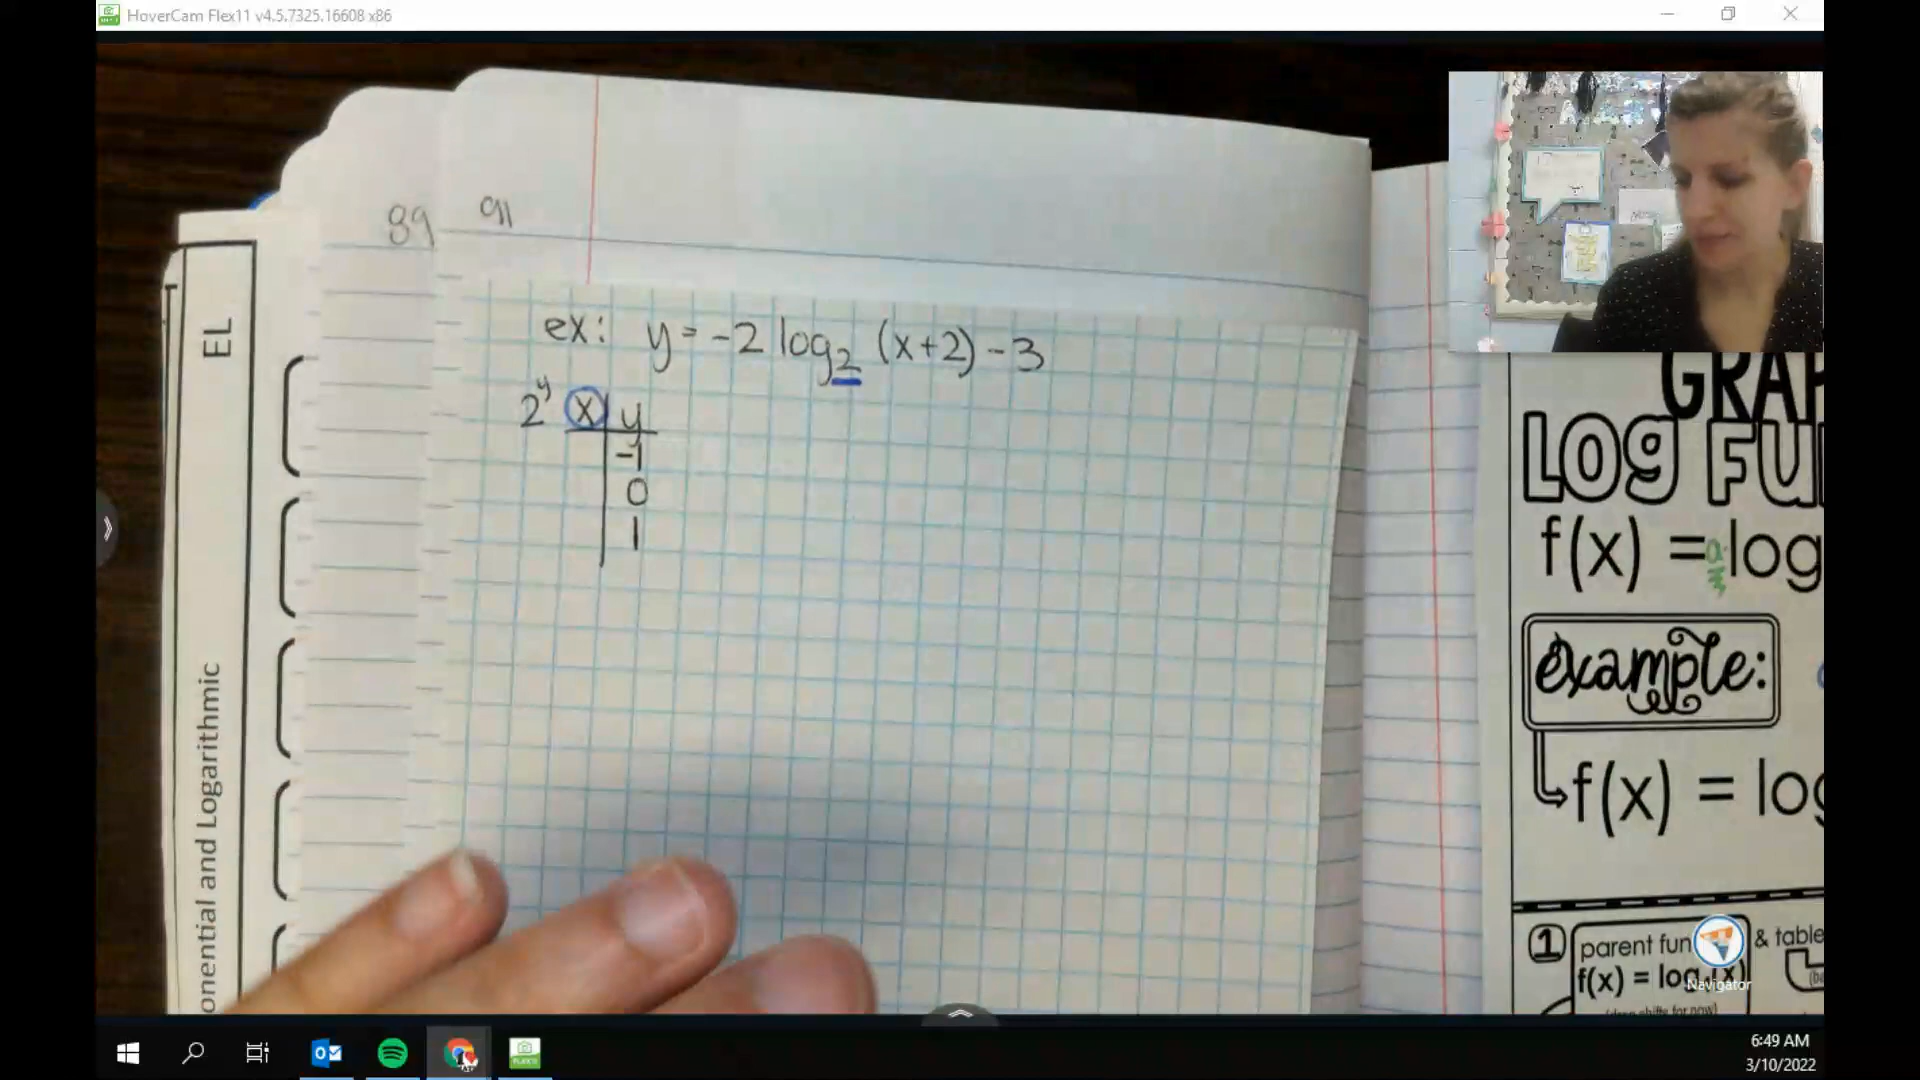 HoverCam Flex11 v4.5.7325.16608 x86
89
91
EL
ex: y = -2 log₂ (x+2) - 3
2^y x y
-1
0
1
onential and Logarithmic
GRAP
LOG FU
f(x) = a log
example:
f(x) = log
1 parent fun & table
f(x) = log (x)
Navigator
6:49 AM
3/10/2022